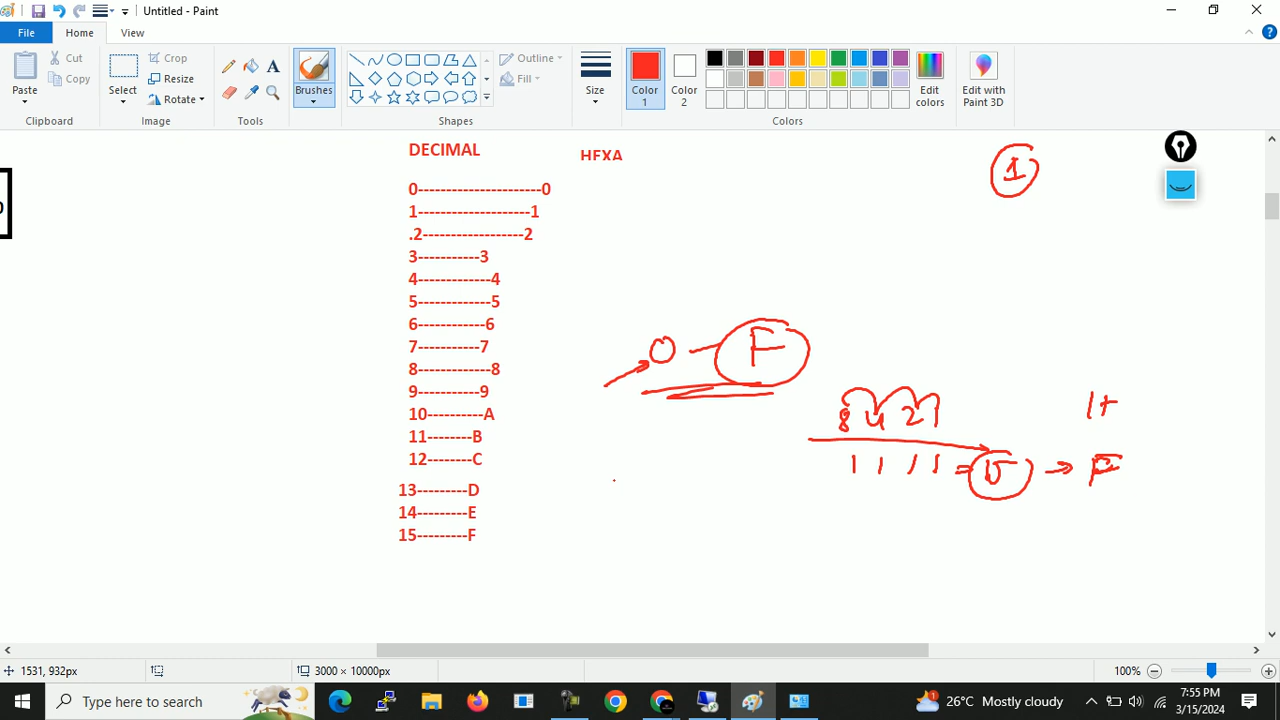 Untitled - Paint
File
Home
View
Paste
Cut
Copy
Clipboard
Select
Crop
Resize
Rotate
Image
A
Tools
Brushes
Shapes
Outline
Fill
Size
Color 1
Color 2
Colors
Edit colors
Edit with Paint 3D
DECIMAL HEXA
0----------------------0
1--------------------1
.2------------------2
3-----------3
4-------------4
5-------------5
6------------6
7-----------7
8-------------8
9-----------9
10----------A
11--------B
12--------C
13---------D
14---------E
15---------F
1
0 - F
8 4 2 1
1+
1 1 1 1 = 15 → F
1531, 932px
3000 × 10000px
100%
Type here to search
26°C Mostly cloudy
7:55 PM
3/15/2024